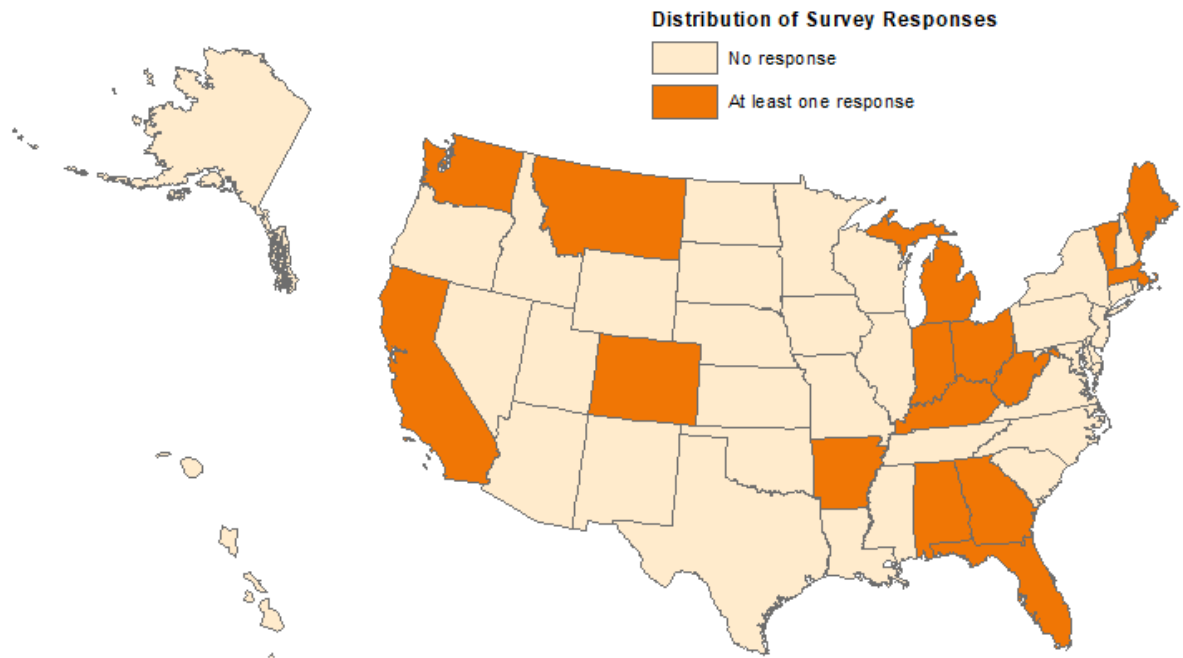 Distribution of Survey Responses
No response
At least one response